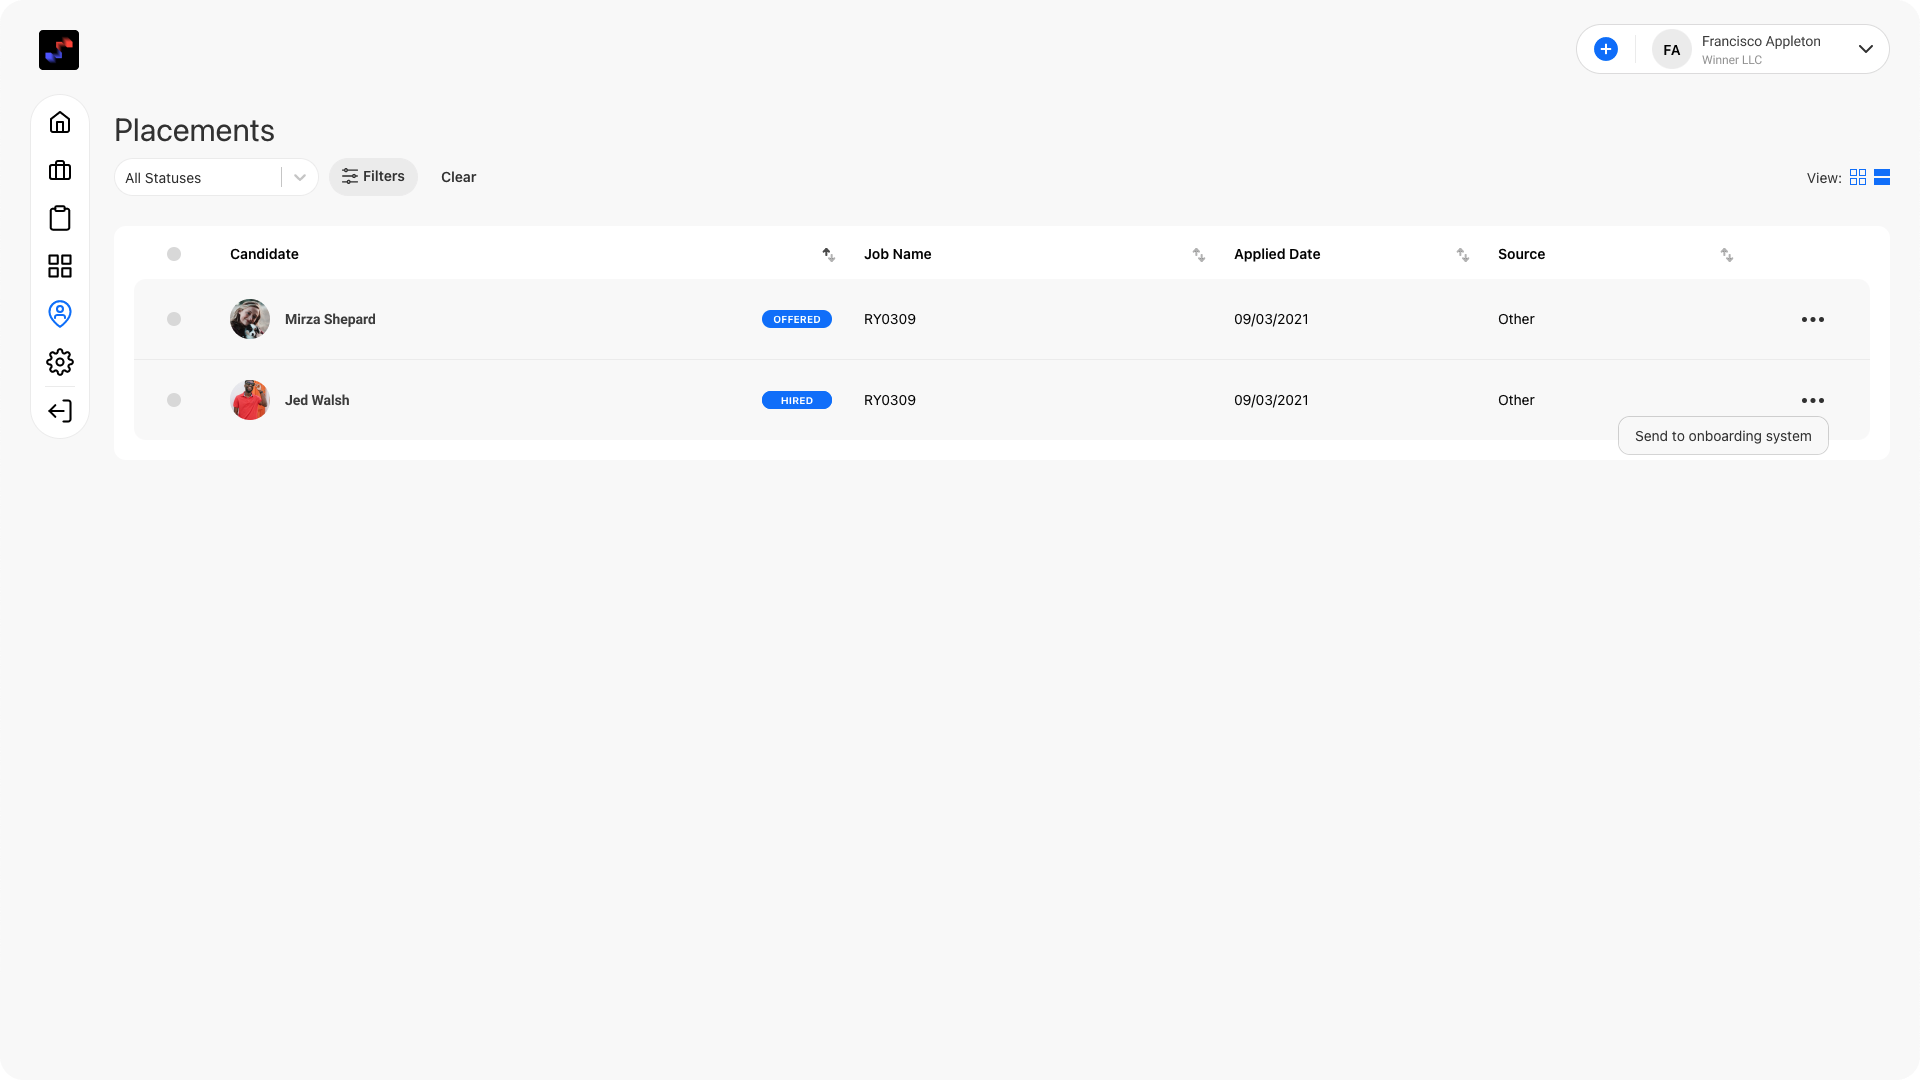 FA
Francisco Appleton
Winner LLC
Placements
All Statuses
Filters
Clear
View:
Candidate
Job Name
Applied Date
Source
Mirza Shepard
OFFERED
RY0309
09/03/2021
Other
Jed Walsh
HIRED
RY0309
09/03/2021
Other
Send to onboarding system